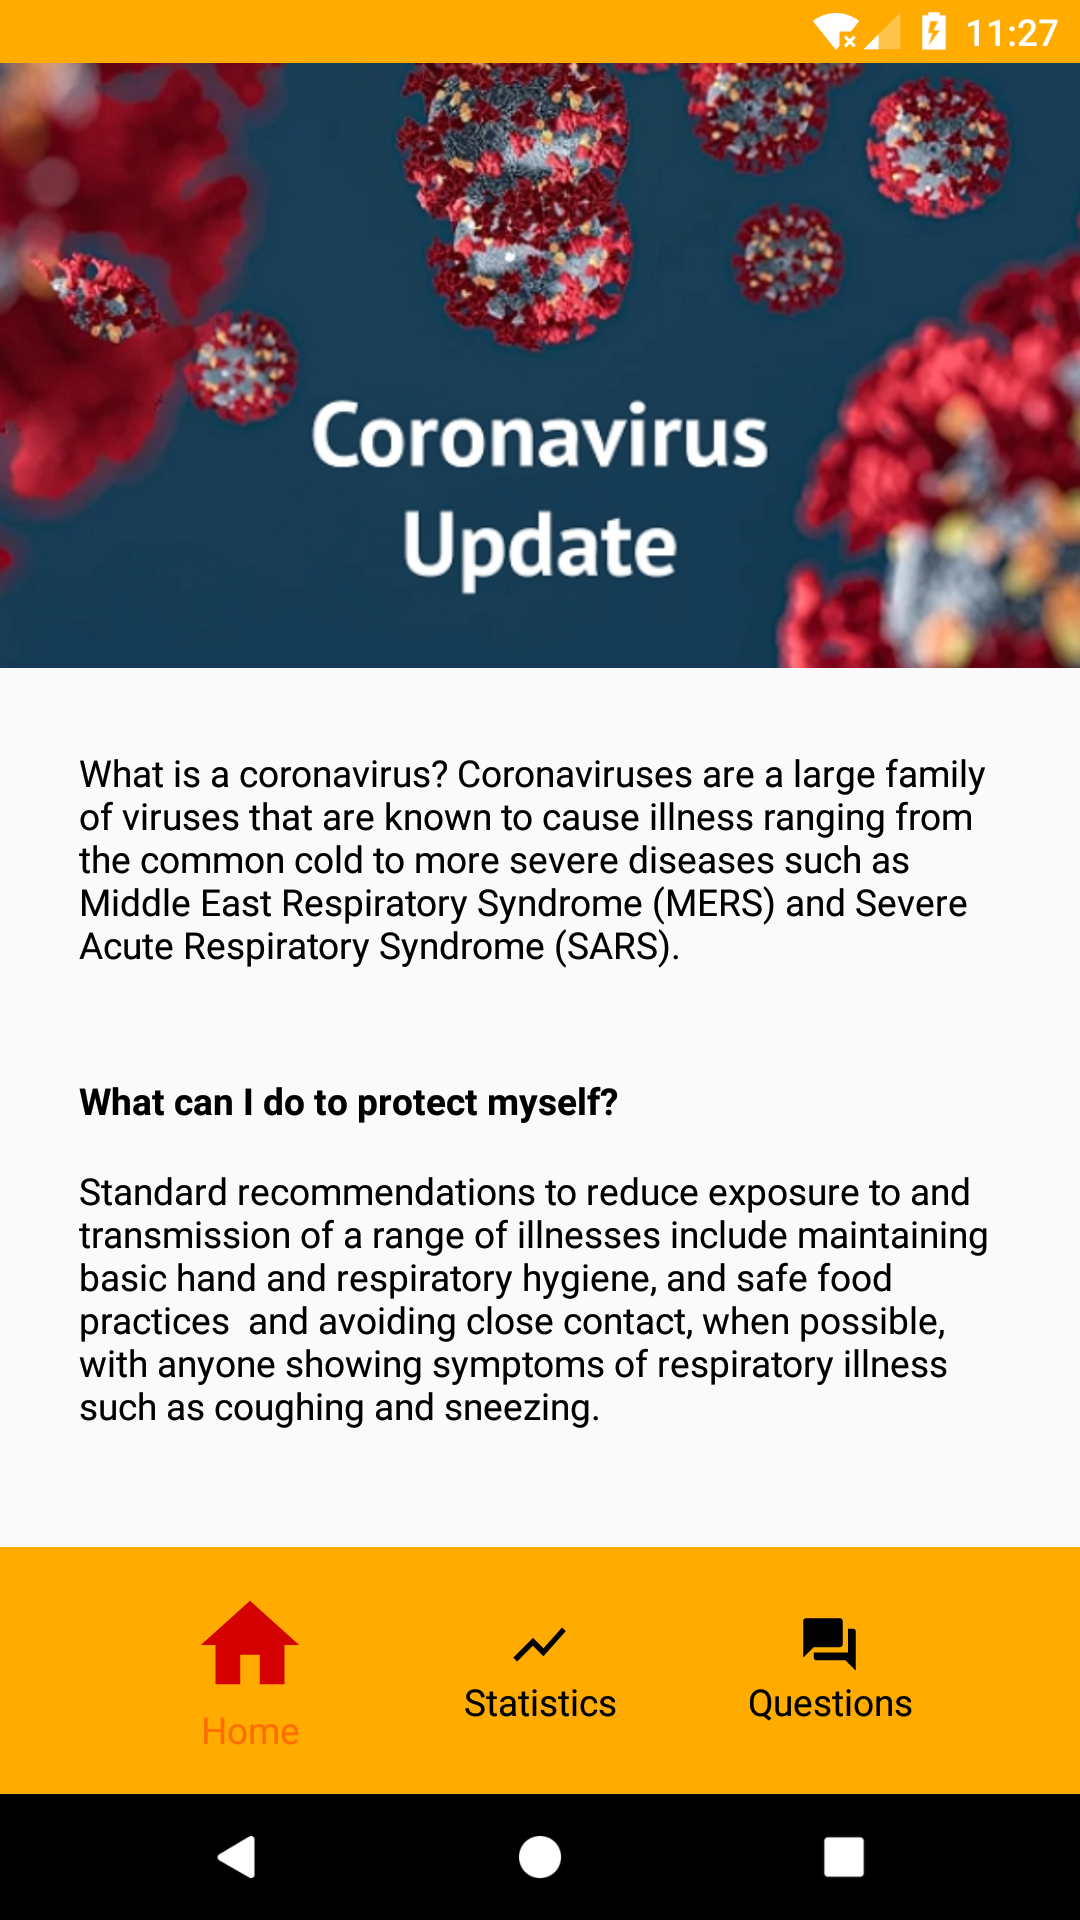 11:27
Coronavirus
Update
What is a coronavirus? Coronaviruses are a large family
of viruses that are known to cause illness ranging from
the common cold to more severe diseases such as
Middle East Respiratory Syndrome (MERS) and Severe
Acute Respiratory Syndrome (SARS).
What can I do to protect myself?
Standard recommendations to reduce exposure to and
transmission of a range of illnesses include maintaining
basic hand and respiratory hygiene, and safe food
practices  and avoiding close contact, when possible,
with anyone showing symptoms of respiratory illness
such as coughing and sneezing.
Home
Statistics
Questions